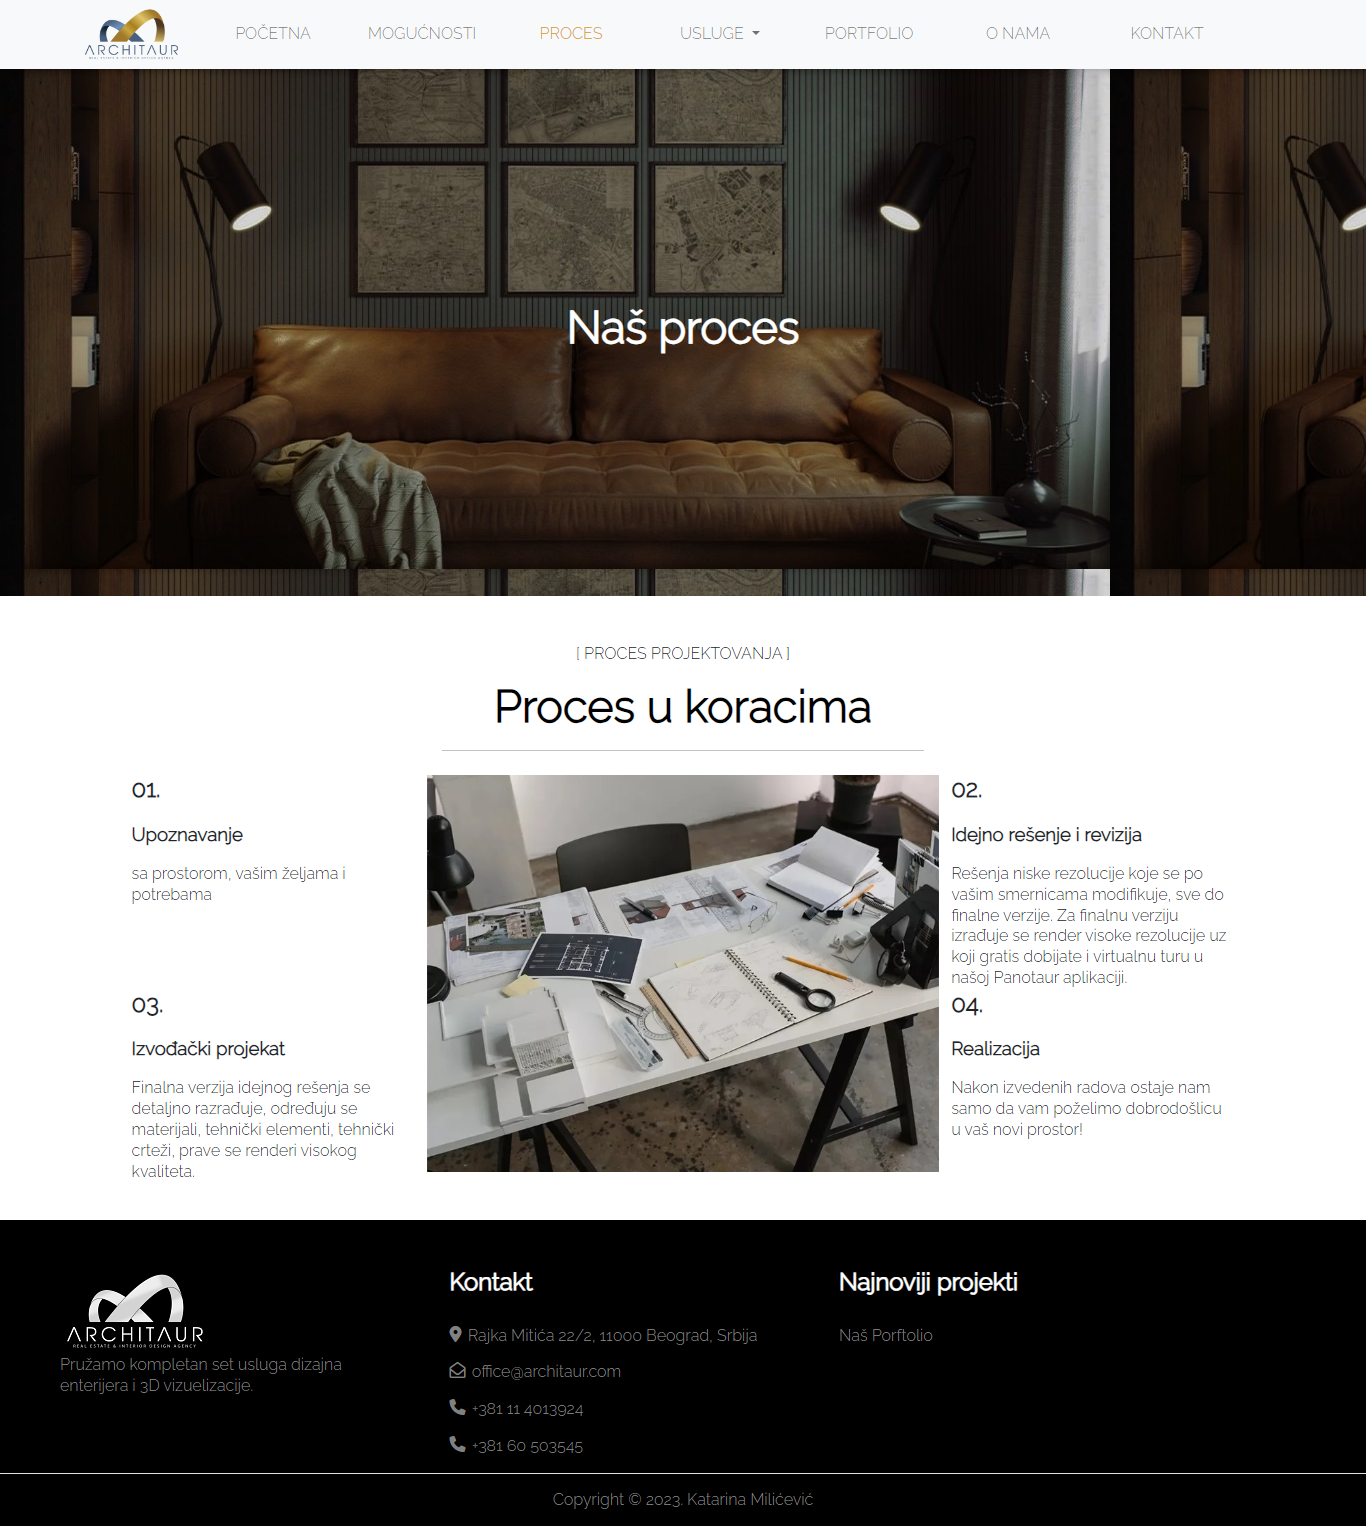 ARCHITAUR
REAL ESTATE & INTERIOR DESIGN AGENCY
POČETNA
MOGUĆNOSTI
PROCES
USLUGE
PORTFOLIO
O NAMA
KONTAKT
Naš proces
[ PROCES PROJEKTOVANJA ]
Proces u koracima
01.
Upoznavanje
sa prostorom, vašim željama i
potrebama
02.
Idejno rešenje i revizija
Rešenja niske rezolucije koje se po
vašim smernicama modifikuje, sve do
finalne verzije. Za finalnu verziju
izrađuje se render visoke rezolucije uz
koji gratis dobijate i virtualnu turu u
našoj Panotaur aplikaciji.
03.
Izvođački projekat
Finalna verzija idejnog rešenja se
detaljno razrađuje, određuju se
materijali, tehnički elementi, tehnički
crteži, prave se renderi visokog
kvaliteta.
04.
Realizacija
Nakon izvedenih radova ostaje nam
samo da vam poželimo dobrodošlicu
u vaš novi prostor!
ARCHITAUR
REAL ESTATE & INTERIOR DESIGN AGENCY
Pružamo kompletan set usluga dizajna
enterijera i 3D vizuelizacije.
Kontakt
Rajka Mitića 22/2, 11000 Beograd, Srbija
office@architaur.com
+381 11 4013924
+381 60 503545
Najnoviji projekti
Naš Porftolio
Copyright © 2023. Katarina Milićević